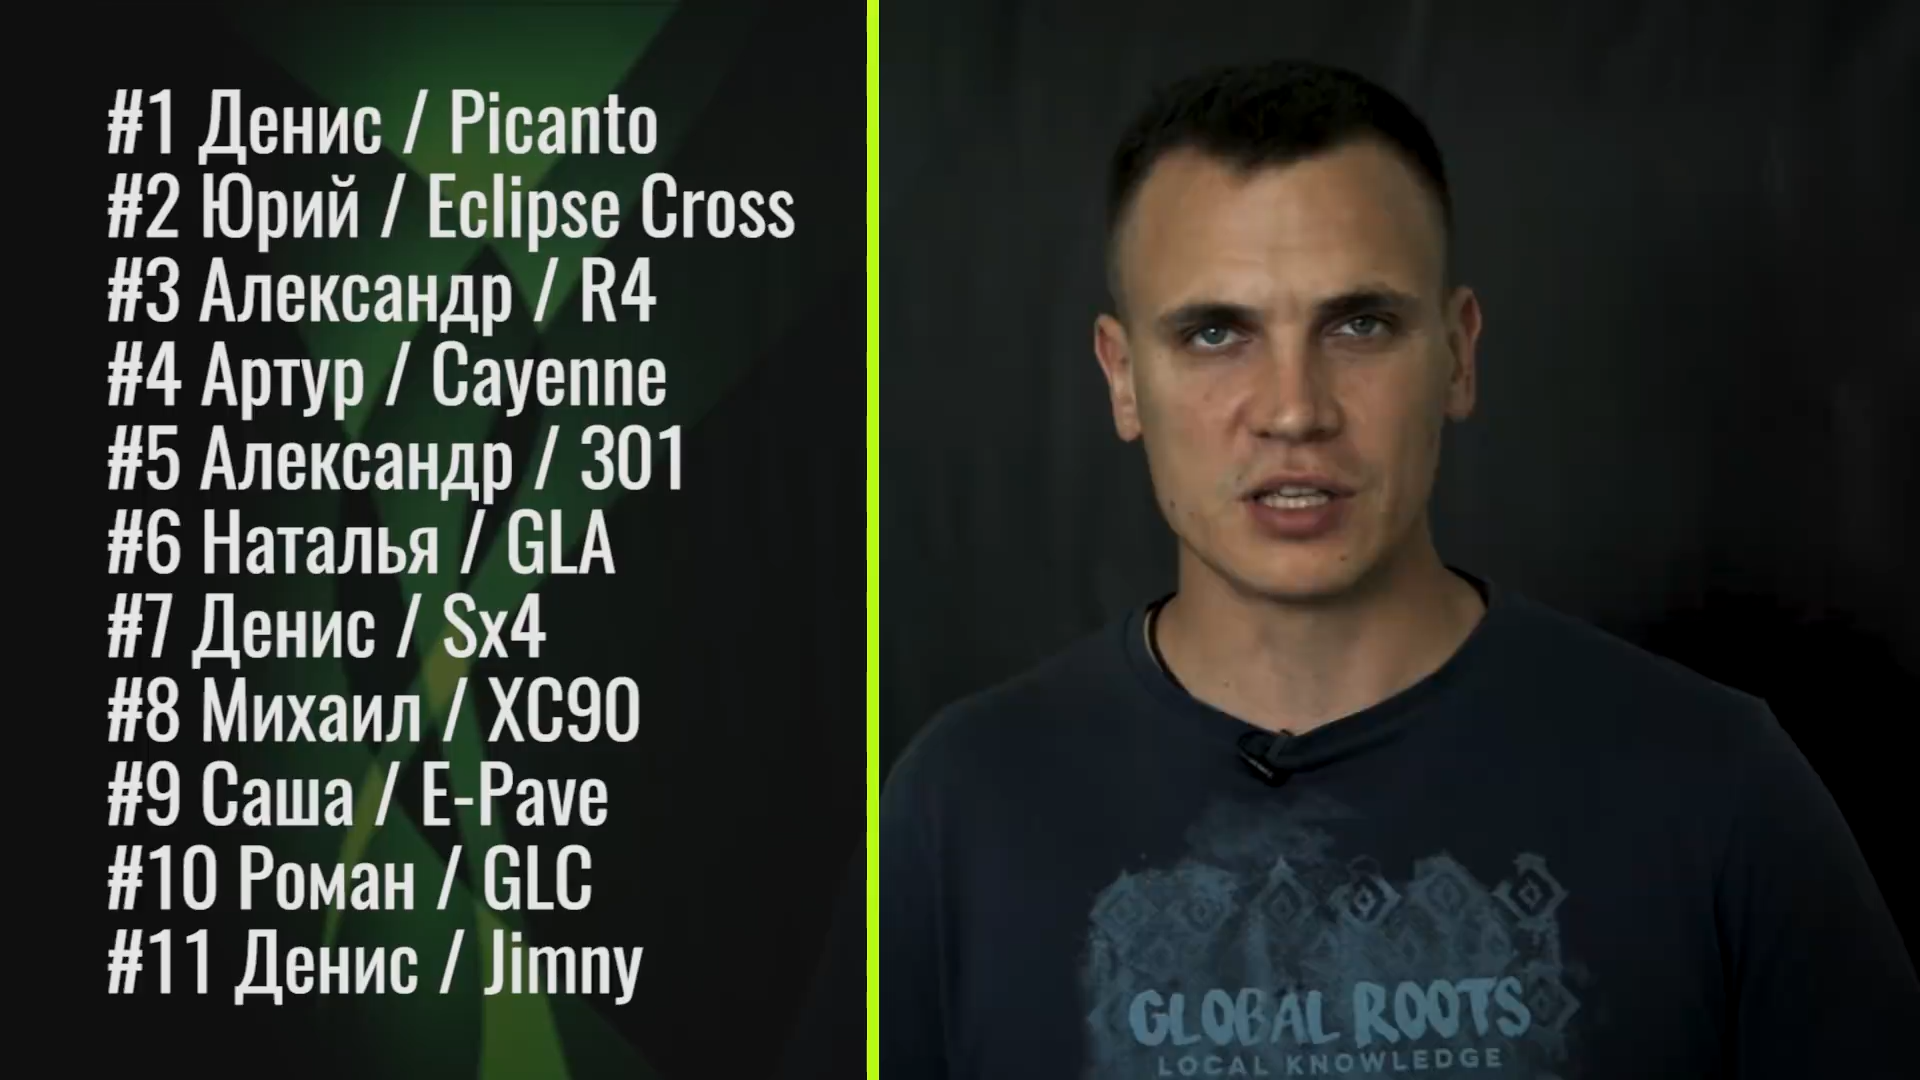 #1 Денис / Picanto
#2 Юрий / Eclipse Cross
#3 Александр / R4
#4 Артур / Cayenne
#5 Александр / 301
#6 Наталья / GLA
#7 Денис / Sx4
#8 Михаил / XC90
#9 Саша / E-Pave
#10 Роман / GLC
#11 Денис / Jimny
GLOBAL ROOTS
LOCAL KNOWLEDGE